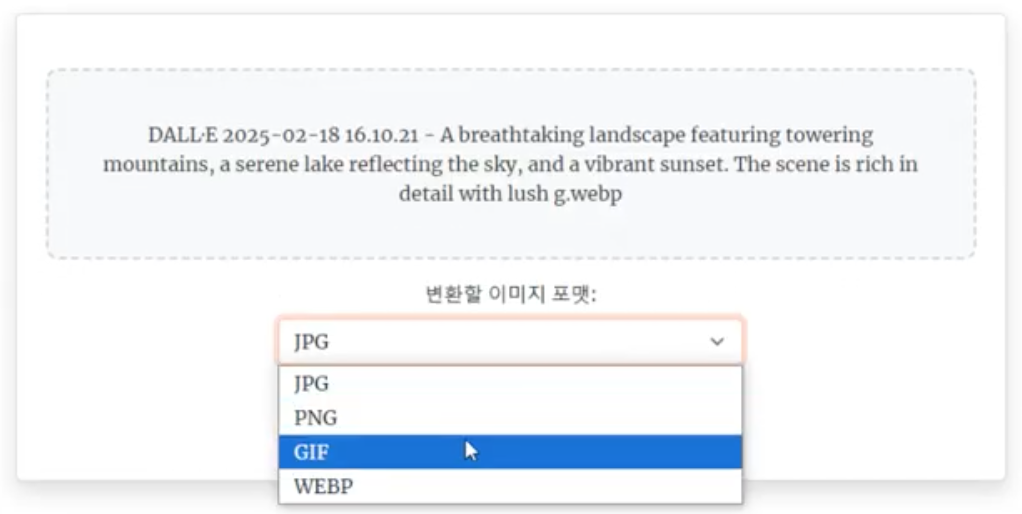 DALL·E 2025-02-18 16.10.21 - A breathtaking landscape featuring towering
mountains, a serene lake reflecting the sky, and a vibrant sunset. The scene is rich in
detail with lush g.webp
변환할 이미지 포맷:
JPG
JPG
PNG
GIF
WEBP